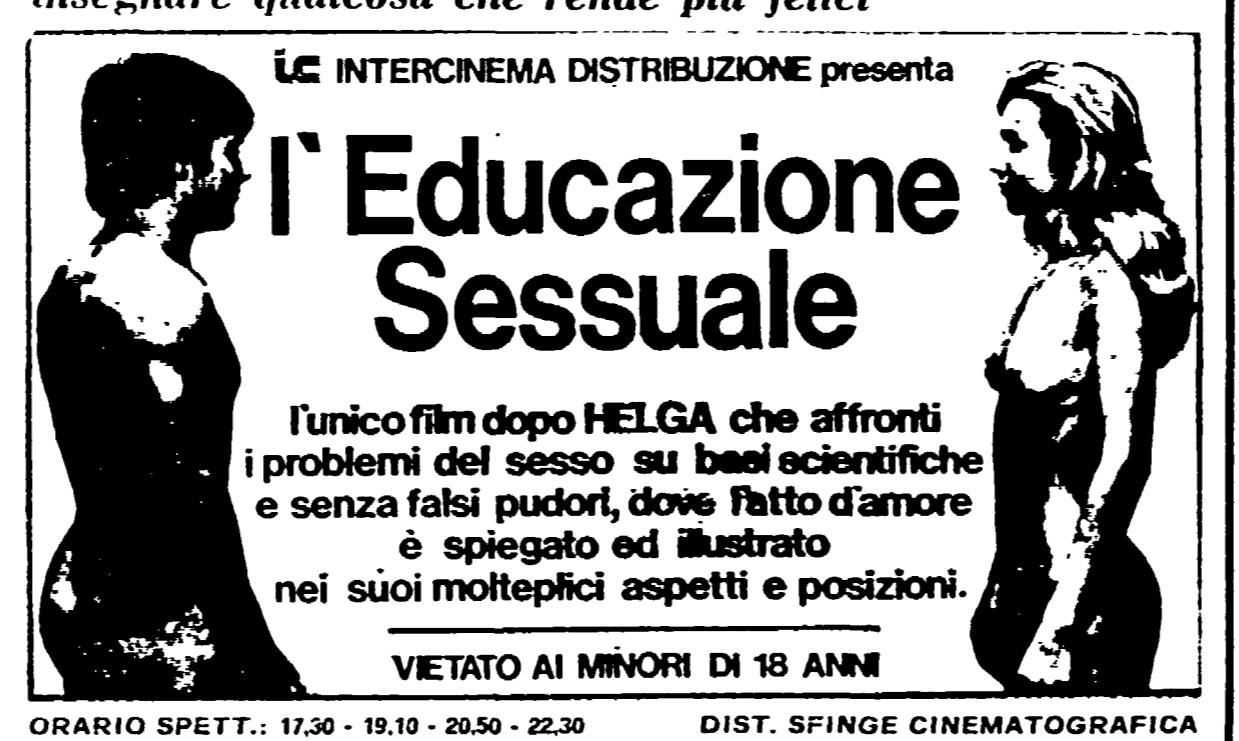 insegnare qualcosa che rende più felici
ic INTERCINEMA DISTRIBUZIONE presenta
l`Educazione
Sessuale
l'unico film dopo HELGA che affronti
i problemi del sesso su basi scientifiche
e senza falsi pudori, dove l'atto d'amore
è spiegato ed illustrato
nei suoi molteplici aspetti e posizioni.
VIETATO AI MINORI DI 18 ANNI
ORARIO SPETT.: 17,30 - 19.10 - 20.50 - 22,30
DIST. SFINGE CINEMATOGRAFICA